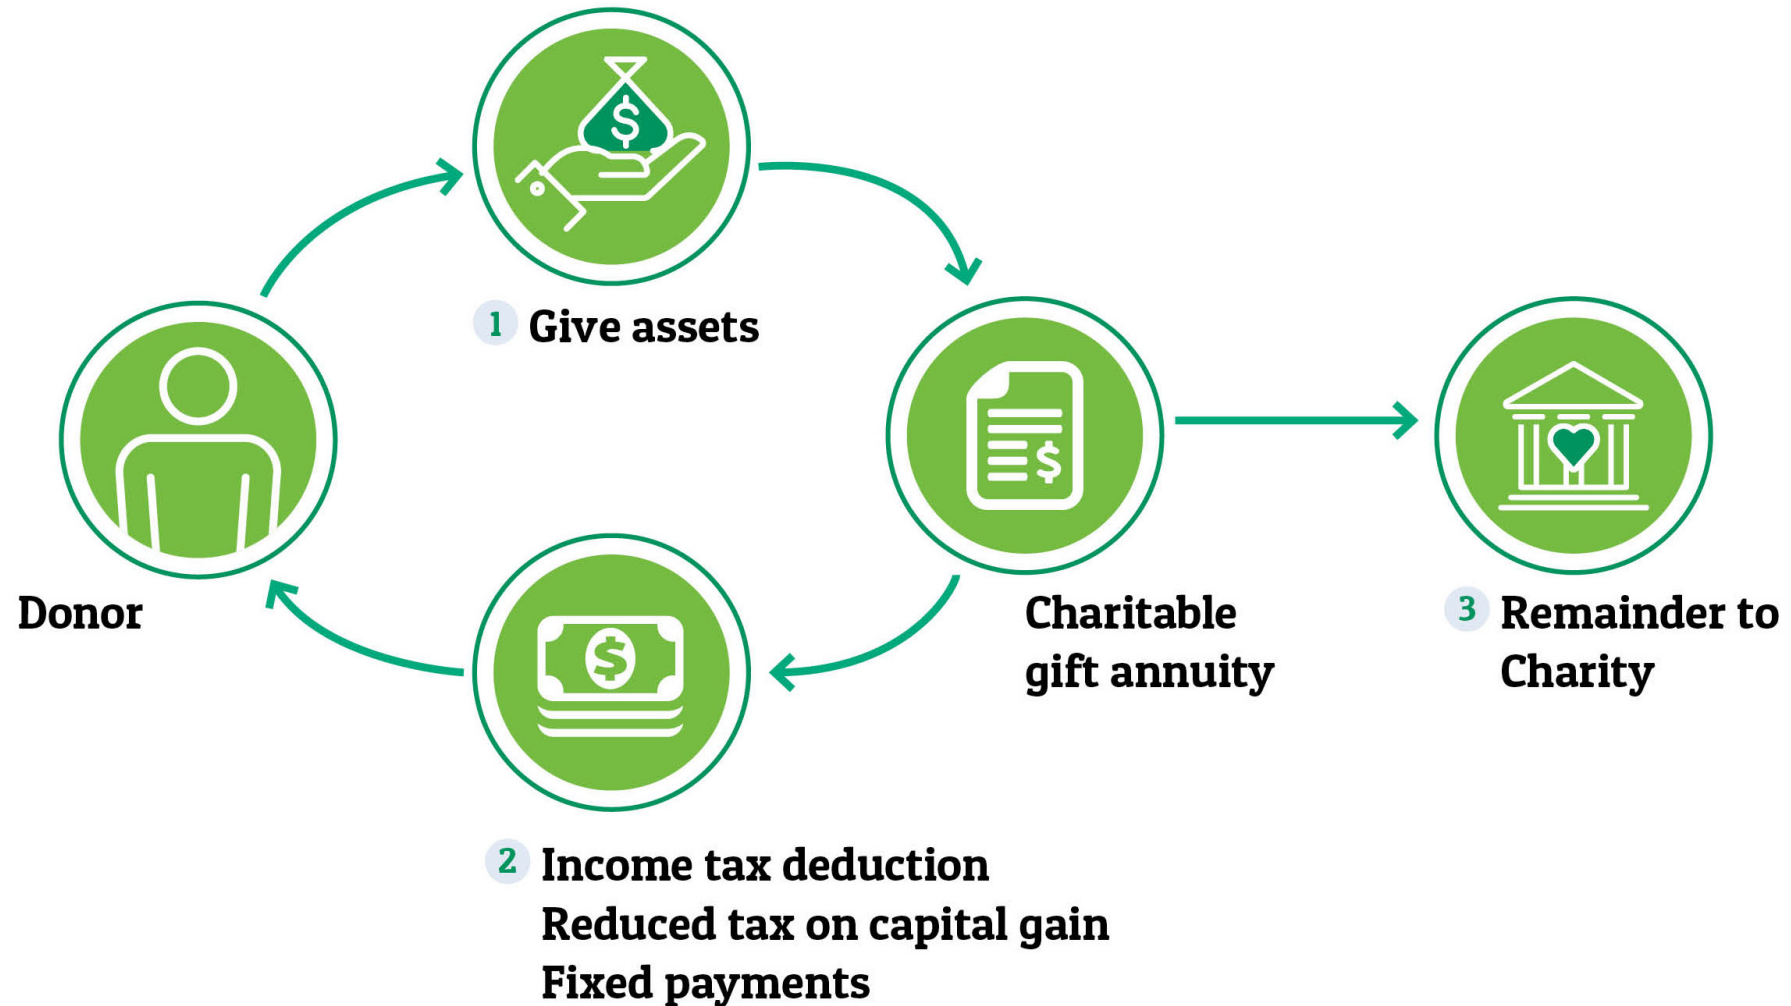 1 Give assets
Donor
Charitable
gift annuity
3 Remainder to
Charity
2 Income tax deduction
Reduced tax on capital gain
Fixed payments